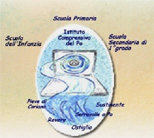 Scuola Primaria
Scuola
dell'Infanzia
Istituto
Comprensivo
del Po
Scuola
Secondaria di
1°grado
Pieve di
Coriano
Sustinente
Serravalle a Po
Revere
Ostiglia